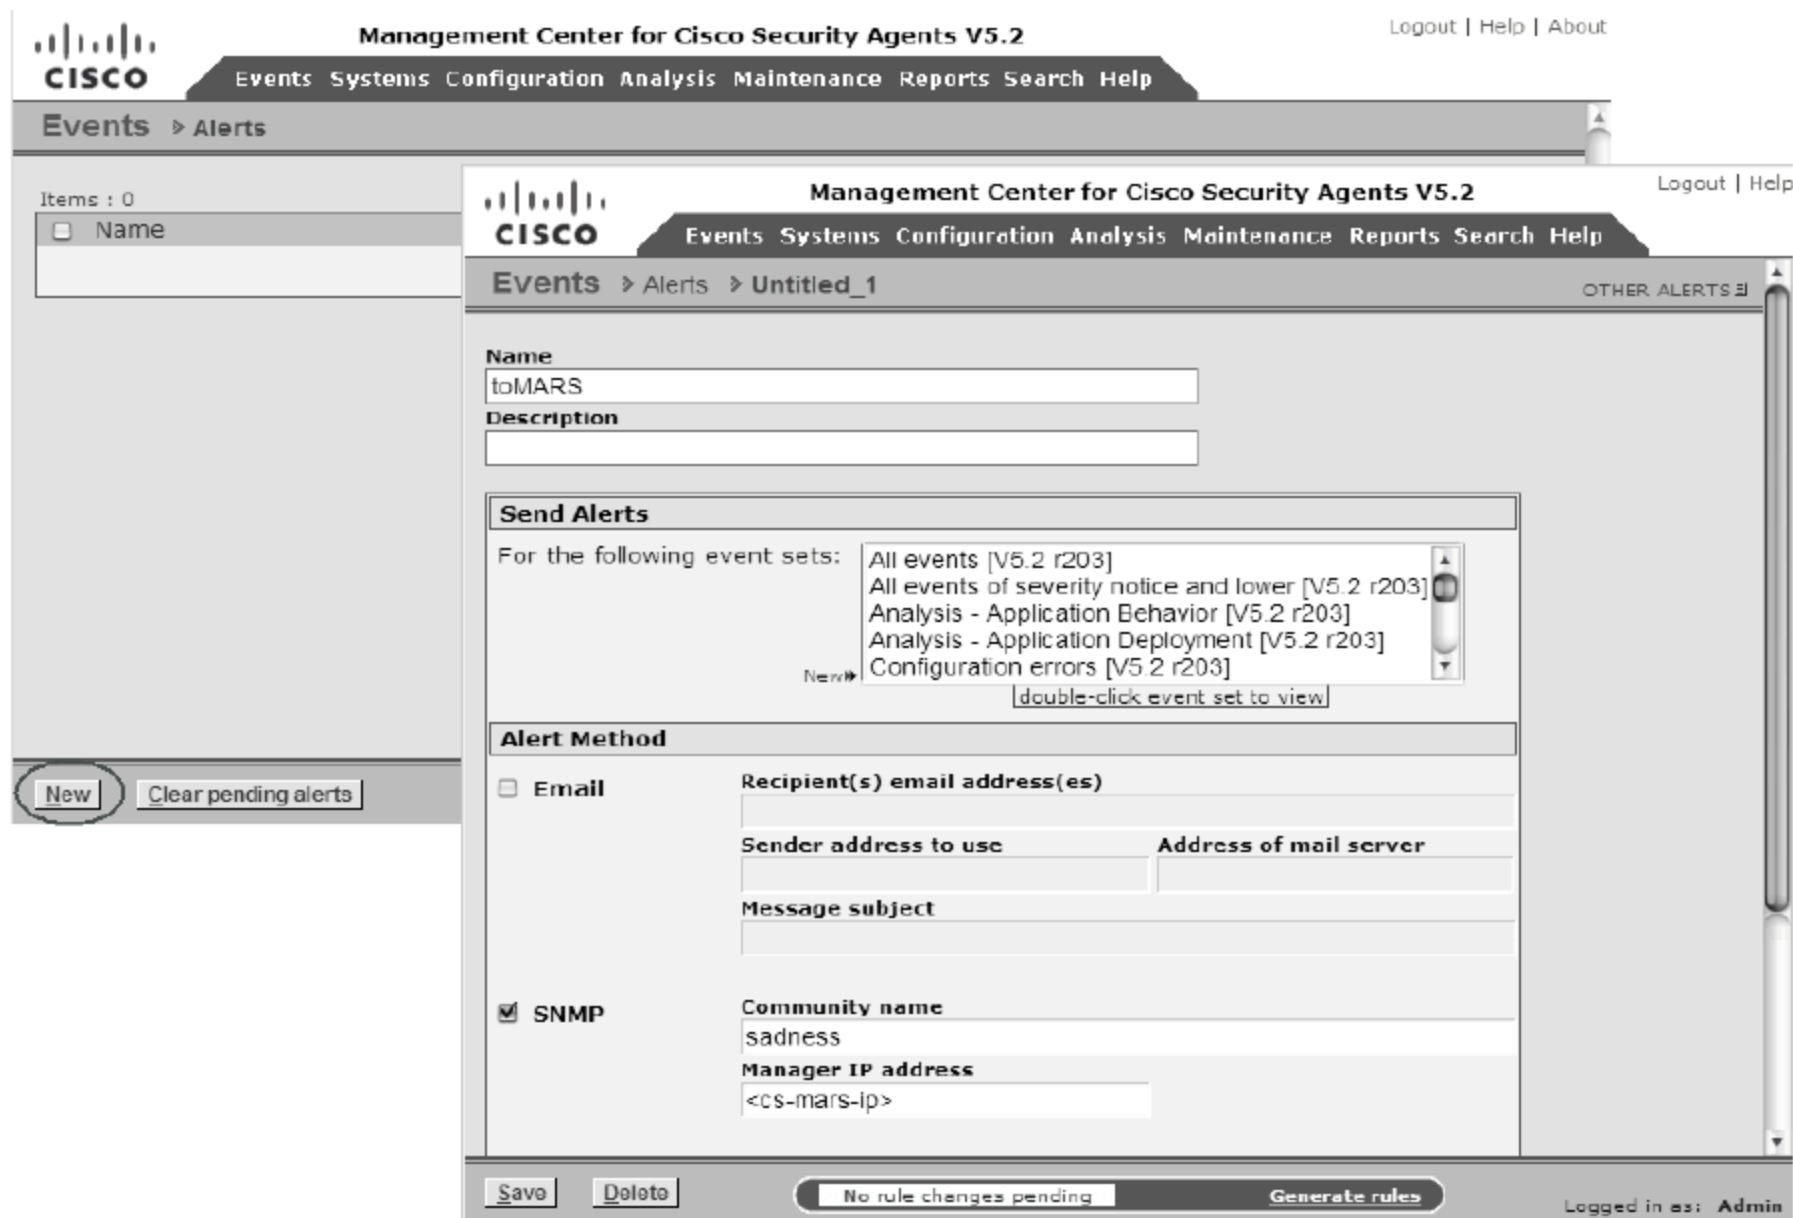 Logout | Help | About
Management Center for Cisco Security Agents V5.2
CISCO
Events Systems Configuration Analysis Maintenance Reports Search Help
Events > Alerts
Items : 0
Name
New
Clear pending alerts
Logout | Help
Management Center for Cisco Security Agents V5.2
CISCO
Events Systems Configuration Analysis Maintenance Reports Search Help
Events > Alerts > Untitled_1
OTHER ALERTS
Name
toMARS
Description
Send Alerts
For the following event sets:
All events [V5.2 r203]
All events of severity notice and lower [V5.2 r203]
Analysis - Application Behavior [V5.2 r203]
Analysis - Application Deployment [V5.2 r203]
Configuration errors [V5.2 r203]
New
double-click event set to view
Alert Method
Email
Recipient(s) email address(es)
Sender address to use
Address of mail server
Message subject
SNMP
Community name
sadness
Manager IP address
<cs-mars-ip>
Save
Delete
No rule changes pending
Generate rules
Logged in as: Admin